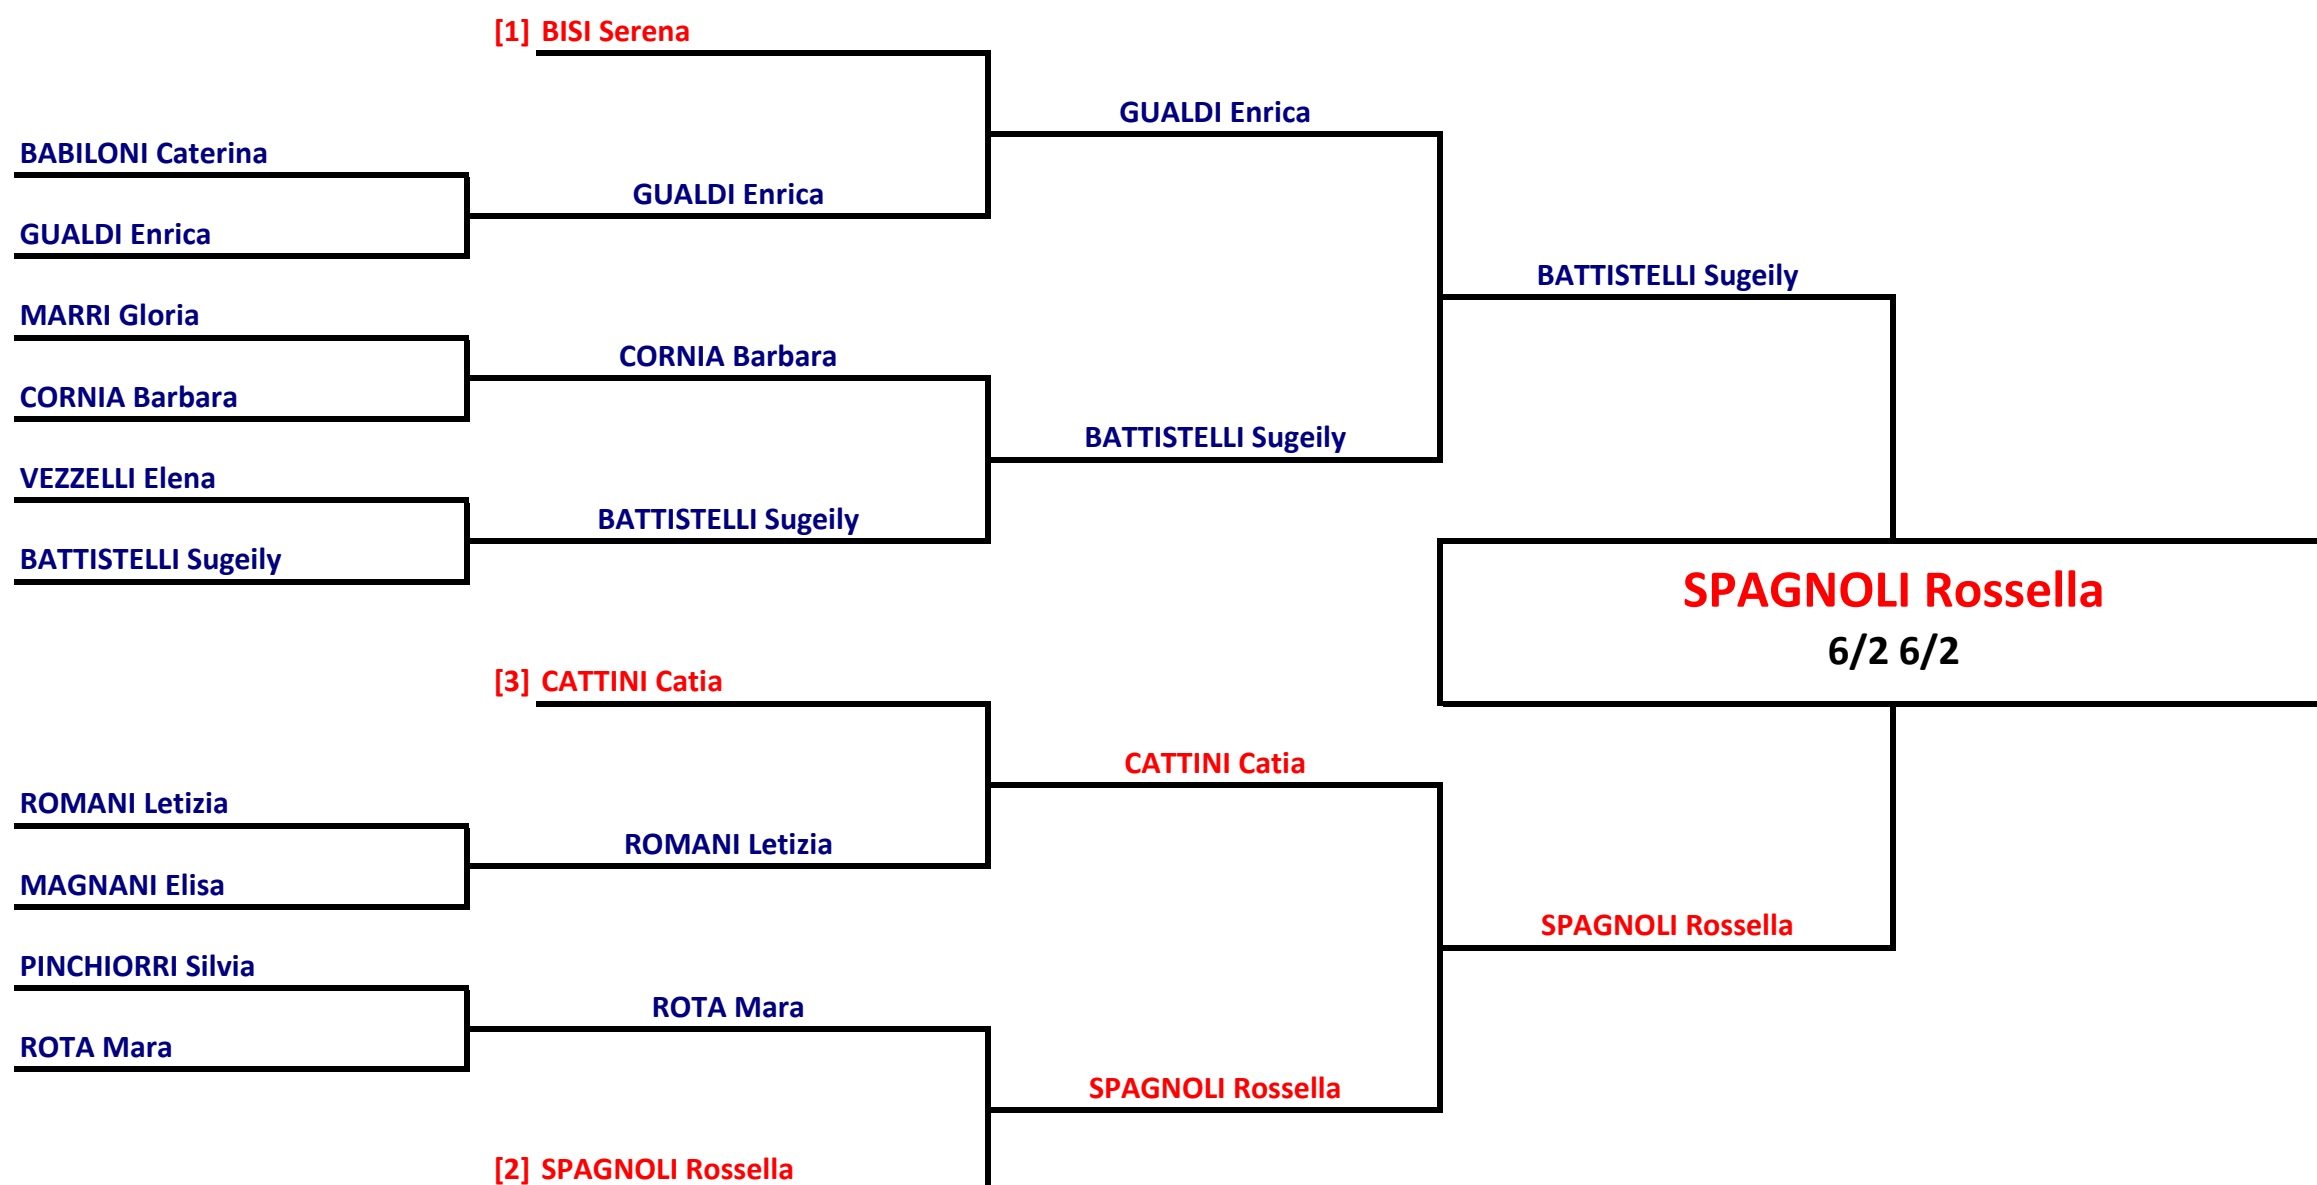 [1] BISI Serena
GUALDI Enrica
BABILONI Caterina
GUALDI Enrica
GUALDI Enrica
BATTISTELLI Sugeily
MARRI Gloria
CORNIA Barbara
CORNIA Barbara
BATTISTELLI Sugeily
VEZZELLI Elena
BATTISTELLI Sugeily
BATTISTELLI Sugeily
SPAGNOLI Rossella
6/2 6/2
[3] CATTINI Catia
CATTINI Catia
ROMANI Letizia
ROMANI Letizia
MAGNANI Elisa
SPAGNOLI Rossella
PINCHIORRI Silvia
ROTA Mara
ROTA Mara
SPAGNOLI Rossella
[2] SPAGNOLI Rossella